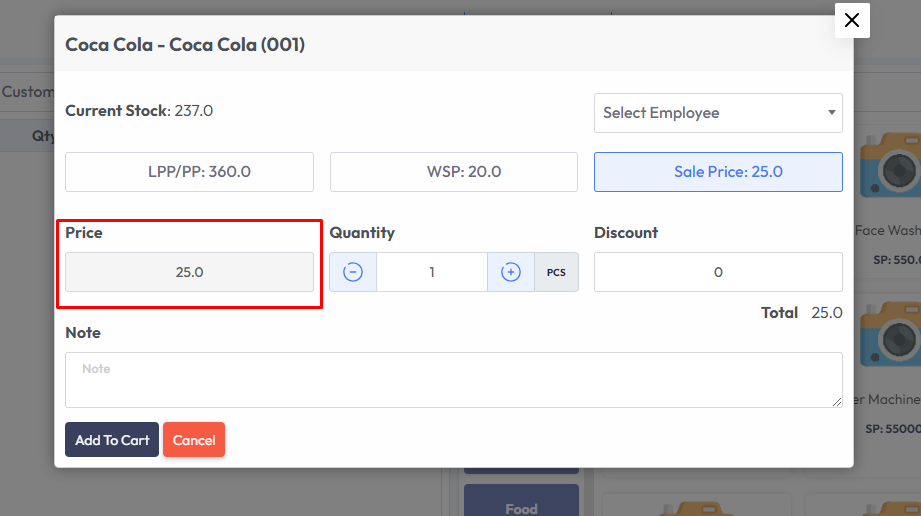 Coca Cola - Coca Cola (001)
Custom
Current Stock: 237.0
Select Employee
Qty
LPP/PP: 360.0
WSP: 20.0
Sale Price: 25.0
Price
Quantity
Discount
Face Wash
25.0
1
PCS
0
SP: 550.0
Total 25.0
Note
Note
er Machine
SP: 55000
Add To Cart
Cancel
Food